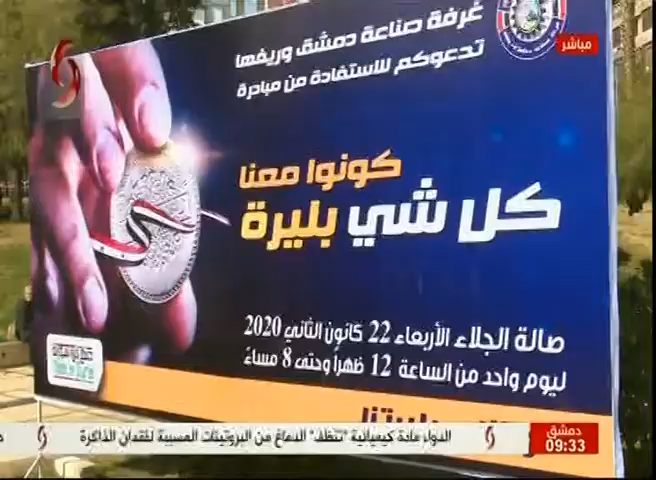 غرفة صناعة دمشق وريفها
تدعوكم للاستفادة من مبادرة
مباشر
كونوا معنا
كل شي بليرة
صالة الجلاء الأربعاء 22 كانون الثاني 2020
ليوم واحد من الساعة 12 ظهراً وحتى 8 مساءً
مادة كيميائية "تنظف" الدماغ من البروتينات المسببة لفقدان الذاكرة
دمشق
09:33